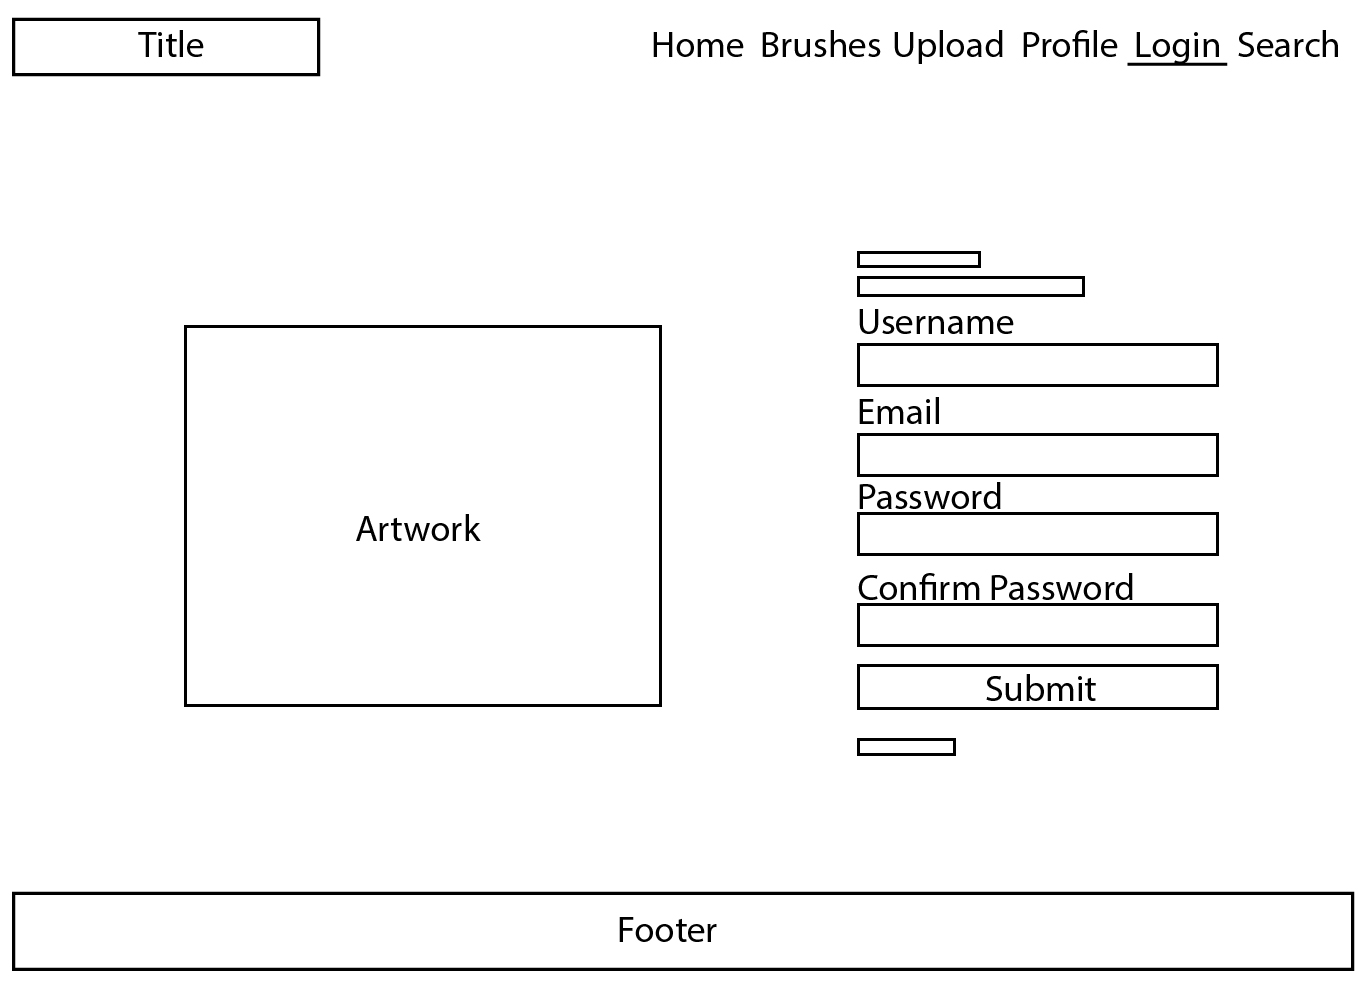 Title
Home Brushes Upload Profile Login Search
Username
Email
Password
Artwork
Confirm Password
Submit
Footer